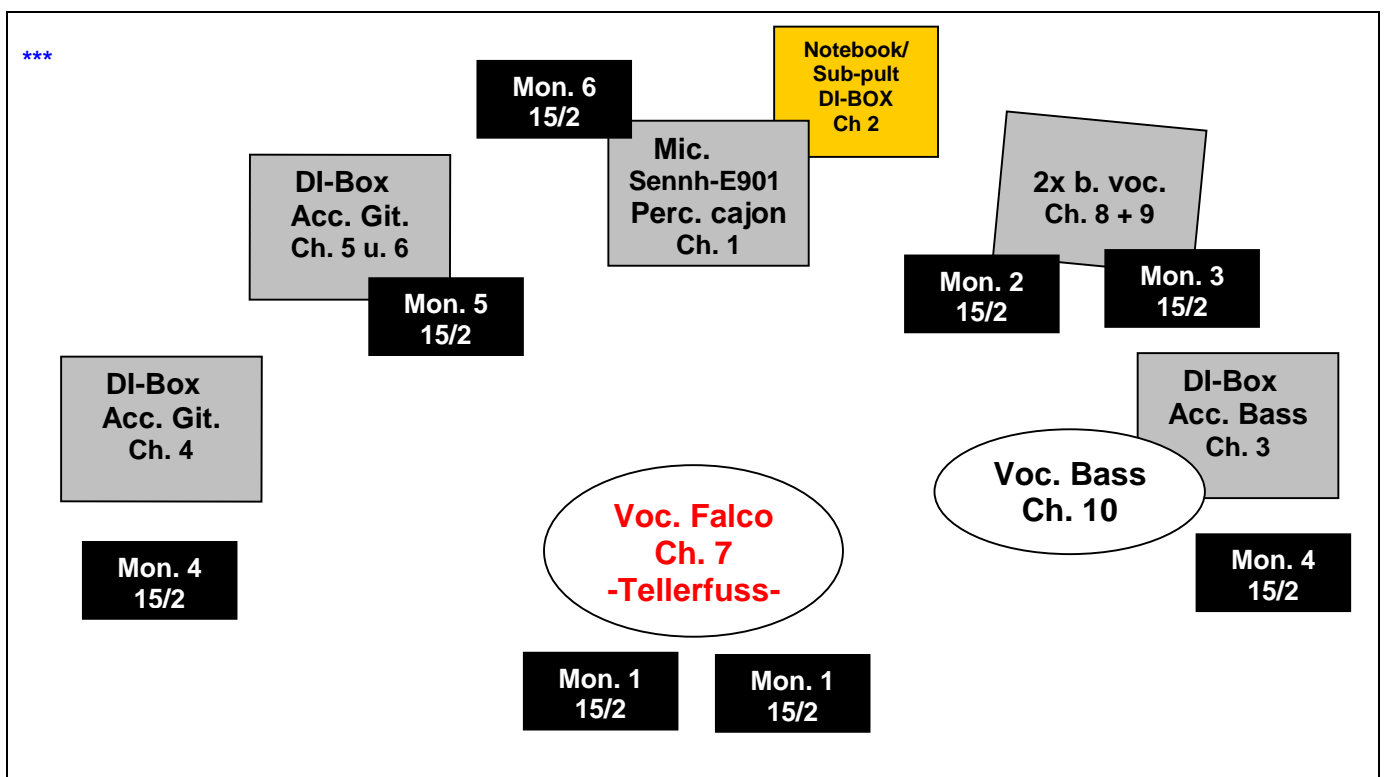 ***
Notebook/
Sub-pult
DI-BOX
Ch 2
Mon. 6
15/2
Mic.
Sennh-E901
Perc. cajon
Ch. 1
DI-Box
Acc. Git.
Ch. 5 u. 6
2x b. voc.
Ch. 8 + 9
Mon. 5
15/2
Mon. 2
15/2
Mon. 3
15/2
DI-Box
Acc. Git.
Ch. 4
DI-Box
Acc. Bass
Ch. 3
Voc. Bass
Ch. 10
Voc. Falco
Ch. 7
-Tellerfuss-
Mon. 4
15/2
Mon. 4
15/2
Mon. 1
15/2
Mon. 1
15/2